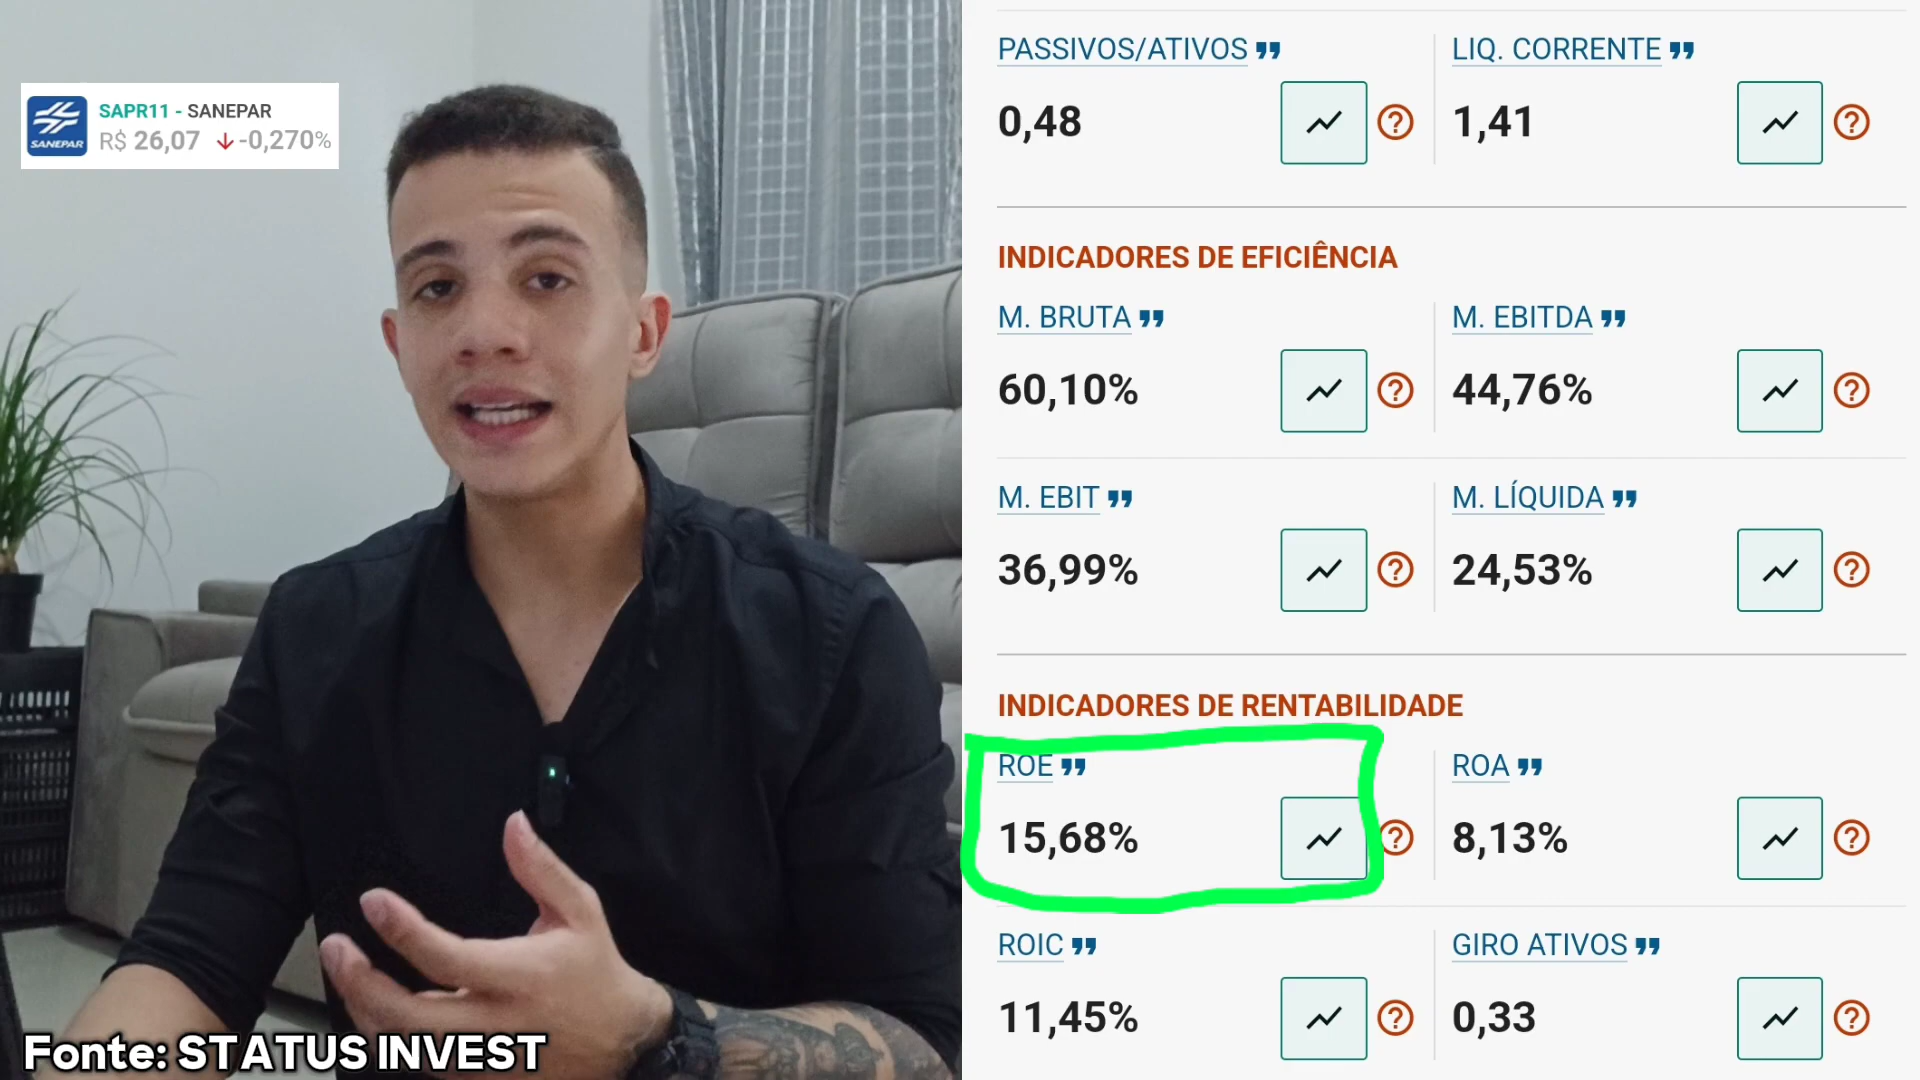 SAPR11 - SANEPAR
SANEPAR
R$ 26,07 -0,270%
PASSIVOS/ATIVOS
0,48
LIQ. CORRENTE
1,41
INDICADORES DE EFICIÊNCIA
M. BRUTA
60,10%
M. EBITDA
44,76%
M. EBIT
36,99%
M. LÍQUIDA
24,53%
INDICADORES DE RENTABILIDADE
ROE
15,68%
ROA
8,13%
ROIC
11,45%
GIRO ATIVOS
0,33
Fonte: STATUS INVEST